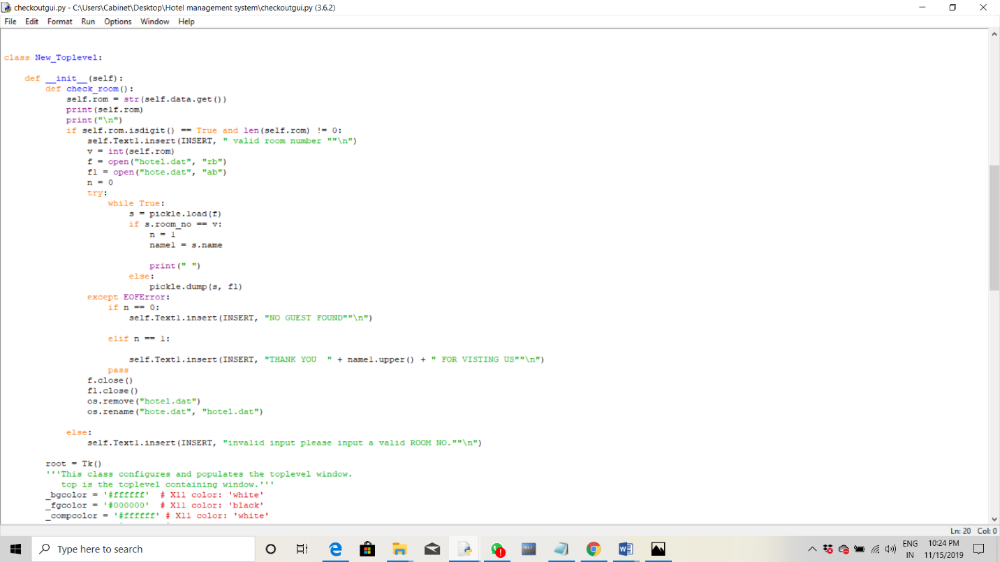 checkoutgui.py - C:\Users\Cabinet\Desktop\Hotel management system\checkoutgui.py (3.6.2)
File Edit Format Run Options Window Help
class New_Toplevel:
    def __init__(self):
        def check_room():
            self.rom = str(self.data.get())
            print(self.rom)
            print("\n")
            if self.rom.isdigit() == True and len(self.rom) != 0:
                self.Text1.insert(INSERT, " valid room number ""\n")
                v = int(self.rom)
                f = open("hotel.dat", "rb")
                f1 = open("hote.dat", "ab")
                n = 0
                try:
                    while True:
                        s = pickle.load(f)
                        if s.room_no == v:
                            n = 1
                            name1 = s.name
                            print(" ")
                        else:
                            pickle.dump(s, f1)
                except EOFError:
                    if n == 0:
                        self.Text1.insert(INSERT, "NO GUEST FOUND""\n")
                    elif n == 1:
                        self.Text1.insert(INSERT, "THANK YOU  " + name1.upper() + " FOR VISTING US""\n")
                    pass
                f.close()
                f1.close()
                os.remove("hotel.dat")
                os.rename("hote.dat", "hotel.dat")
            else:
                self.Text1.insert(INSERT, "invalid input please input a valid ROOM NO.""\n")
        root = Tk()
        '''This class configures and populates the toplevel window.
           top is the toplevel containing window.'''
        _bgcolor = '#ffffff'  # X11 color: 'white'
        _fgcolor = '#000000'  # X11 color: 'black'
        _compcolor = '#ffffff' # X11 color: 'white'
Ln: 20 Col: 0
Type here to search
ENG 10:24 PM
IN 11/15/2019